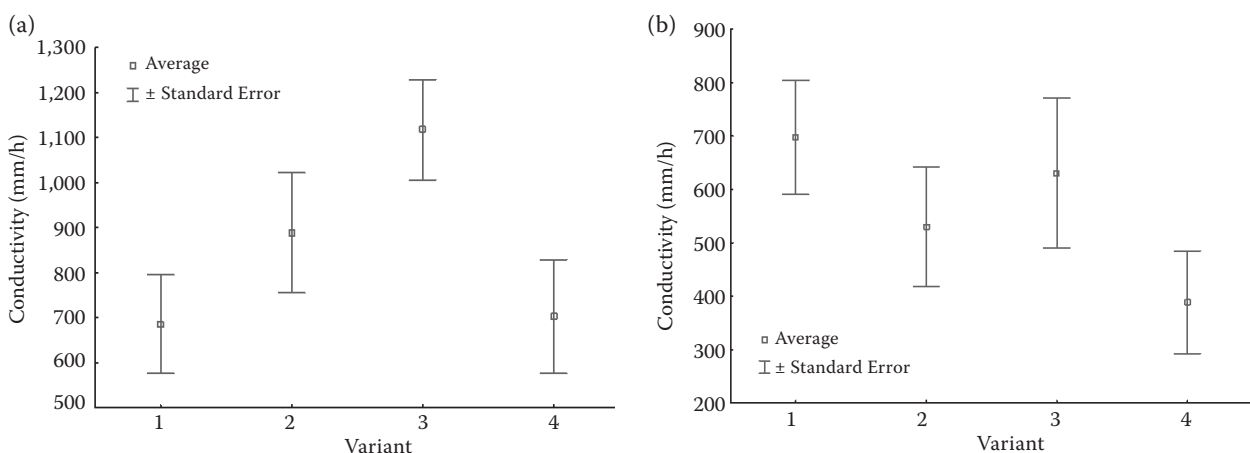 (a)
1,300
1,200
1,100
1,000
900
800
700
600
500
Conductivity (mm/h)
Average
± Standard Error
1 2 3 4
Variant
(b)
900
800
700
600
500
400
300
200
Conductivity (mm/h)
Average
± Standard Error
1 2 3 4
Variant